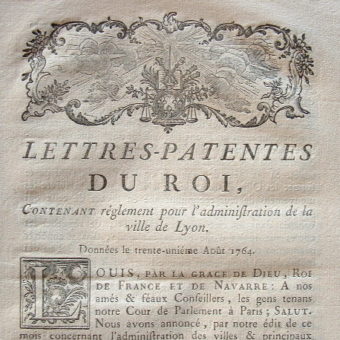 LETTRES-PATENTES
DU ROI,
CONTENANT réglement pour l'administration de la
ville de Lyon.
Données le trente-uniéme Août 1764.
LOUIS, PAR LA GRACE DE DIEU, ROI
DE FRANCE ET DE NAVARRE: A nos
amés & féaux Conseillers, les gens tenans
notre Cour de Parlement à Paris; SALUT.
Nous avons annoncé, par notre édit de ce
mois concernant l'administration des villes & principaux